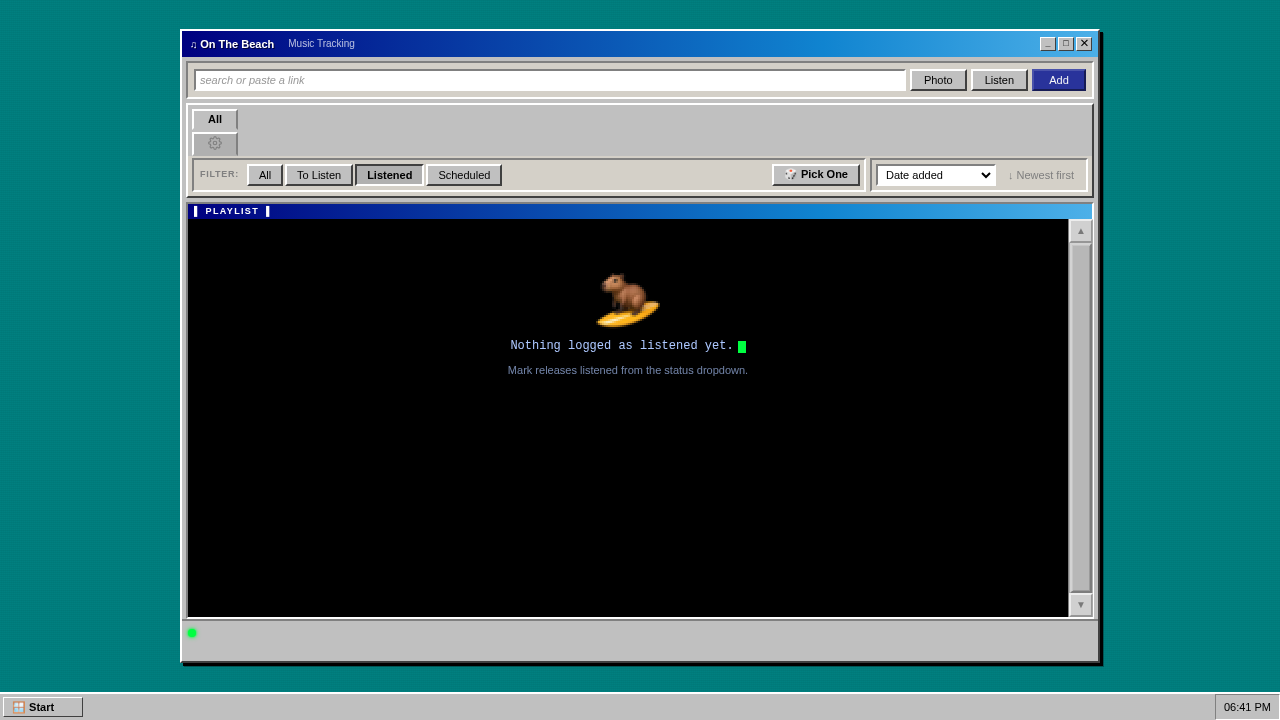 ♫ On The Beach Music Tracking
search or paste a link Photo Listen Add
All
FILTER: All To Listen Listened Scheduled 🎲 Pick One Date added ↓ Newest first
PLAYLIST
Nothing logged as listened yet.
Mark releases listened from the status dropdown.
Start 06:41 PM